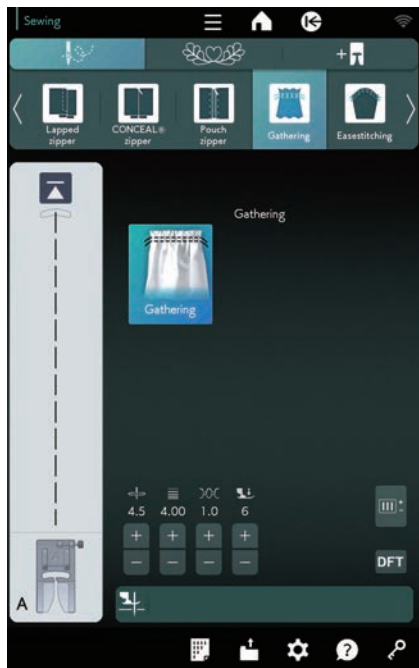 Sewing
Lapped
zipper
CONCEAL®
zipper
Pouch
zipper
Gathering
Easestitching
Gathering
Gathering
4.5 4.00 1.0 6
+ + + +
− − − −
DFT
A